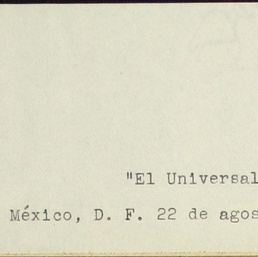 "El Universal
México, D. F. 22 de agos